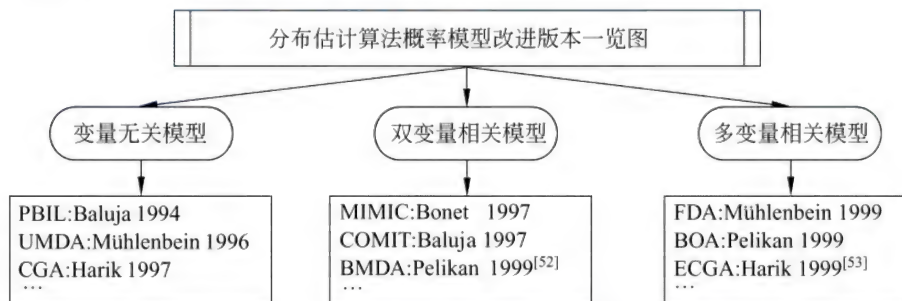 分布估计算法概率模型改进版本一览图
变量无关模型
双变量相关模型
多变量相关模型
PBIL:Baluja 1994
UMDA:Mühlenbein 1996
CGA:Harik 1997
…
MIMIC:Bonet 1997
COMIT:Baluja 1997
BMDA:Pelikan 1999[52]
…
FDA:Mühlenbein 1999
BOA:Pelikan 1999
ECGA:Harik 1999[53]
…